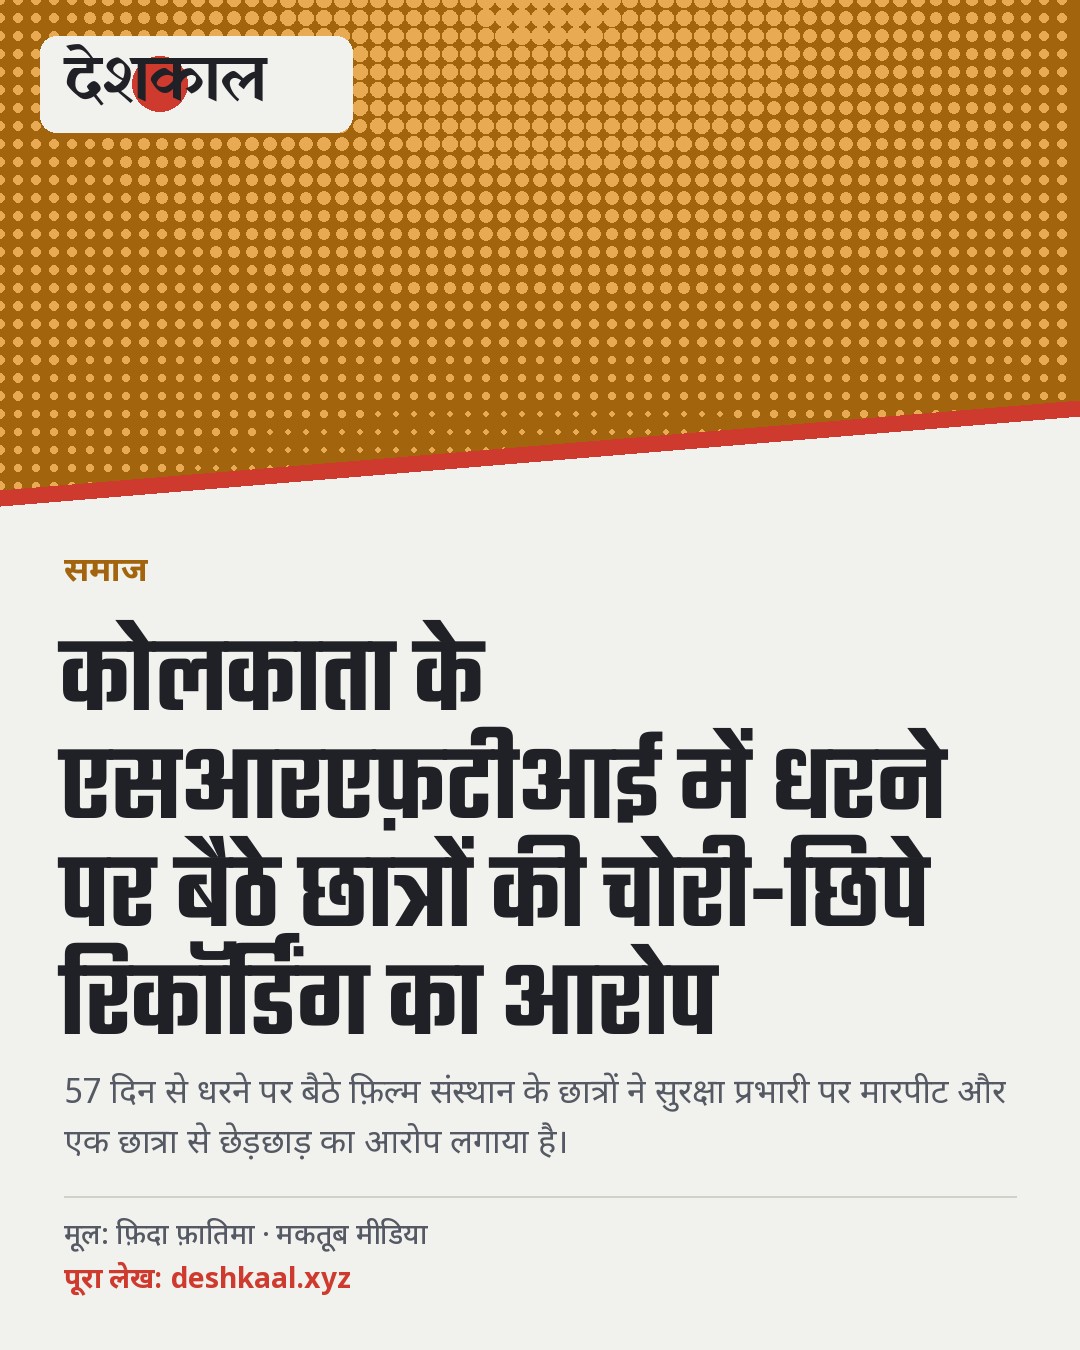 देशकाल
समाज
कोलकाता के
एसआरएफ़टीआई में धरने
पर बैठे छात्रों की चोरी-छिपे
रिकॉर्डिंग का आरोप
57 दिन से धरने पर बैठे फ़िल्म संस्थान के छात्रों ने सुरक्षा प्रभारी पर मारपीट और
एक छात्रा से छेड़छाड़ का आरोप लगाया है।
मूल: फ़िदा फ़ातिमा · मकतूब मीडिया
पूरा लेख: deshkaal.xyz